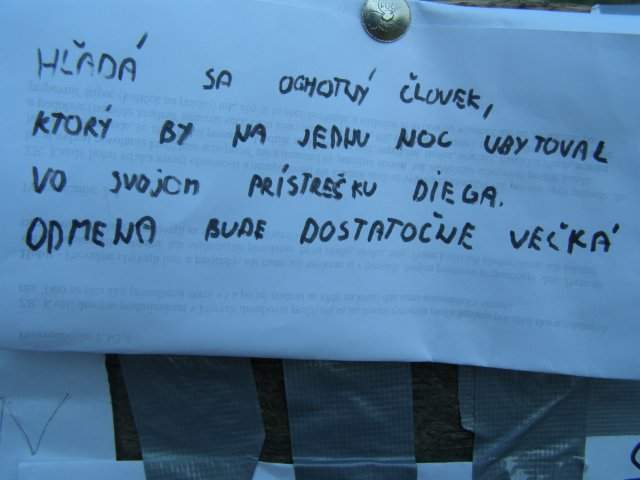 HĽADÁ SA OCHOTNÝ ČLOVEK,
KTORÝ BY NA JEDNU NOC UBYTOVAL
VO SVOJOM PRÍSTREŠKU DIEGA.
ODMENA BUDE DOSTATOČNE VEĽKÁ